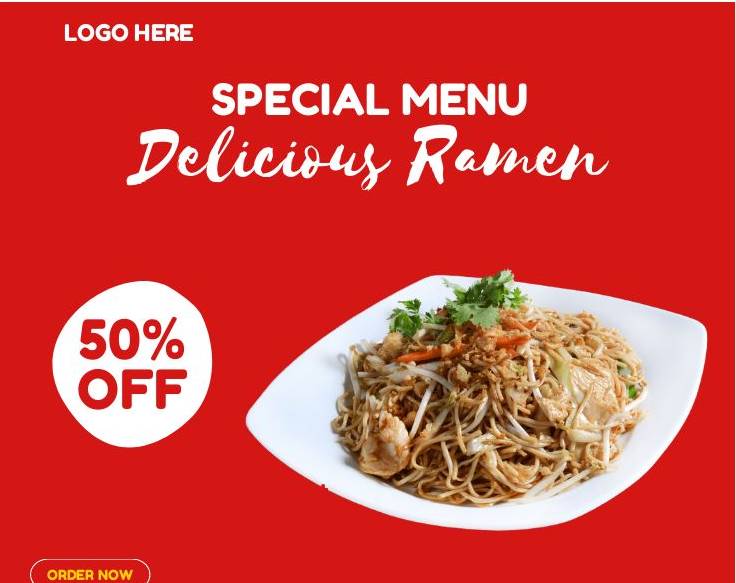 LOGO HERE
SPECIAL MENU
Delicious Ramen
50%
OFF
ORDER NOW